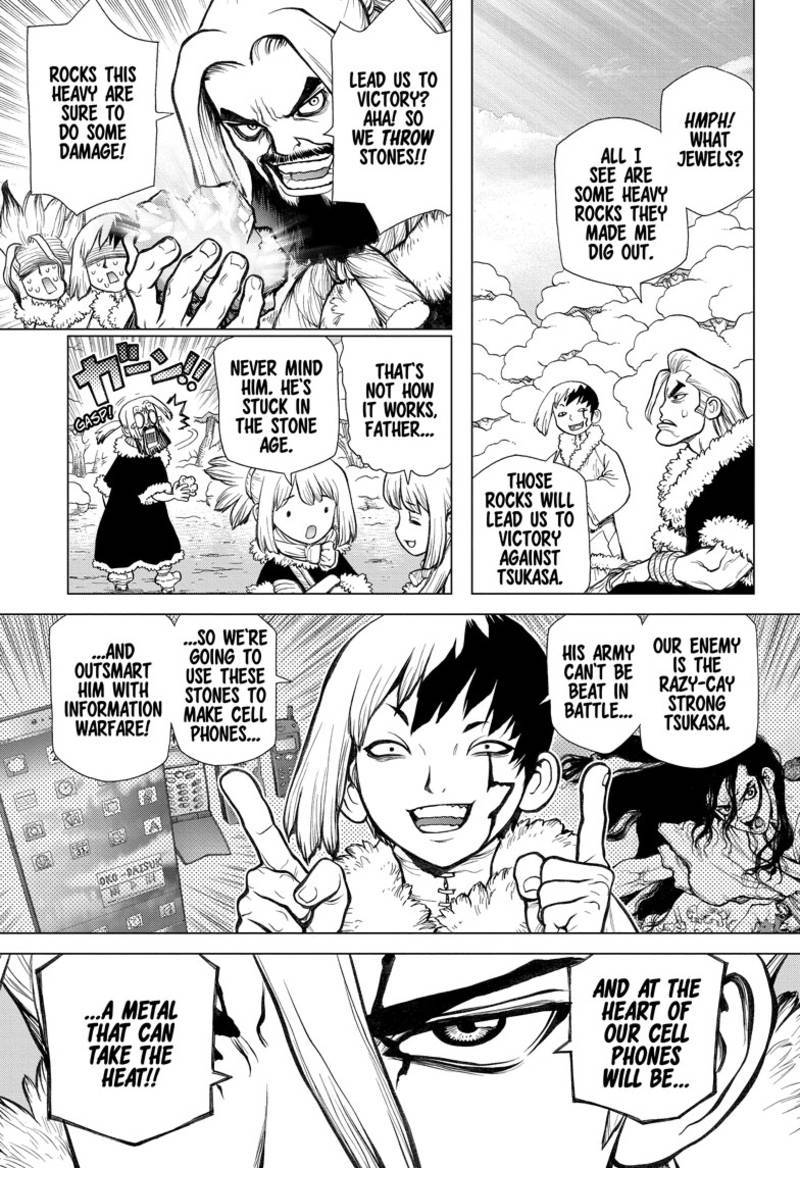 HMPH!
WHAT
JEWELS?
ALL I
SEE ARE
SOME HEAVY
ROCKS THEY
MADE ME
DIG OUT.
THOSE
ROCKS WILL
LEAD US TO
VICTORY
AGAINST
TSUKASA.
LEAD US TO
VICTORY?
AHA! SO
WE THROW
STONES!!
ROCKS THIS
HEAVY ARE
SURE TO
DO SOME
DAMAGE!
THAT'S
NOT HOW
IT WORKS,
FATHER...
NEVER MIND
HIM. HE'S
STUCK IN
THE STONE
AGE.
ガーン!!
GASP!
OUR ENEMY
IS THE
RAZY-CAY
STRONG
TSUKASA.
HIS ARMY
CAN'T BE
BEAT IN
BATTLE...
...SO WE'RE
GOING TO
USE THESE
STONES TO
MAKE CELL
PHONES...
...AND
OUTSMART
HIM WITH
INFORMATION
WARFARE!
OKO-DAISUK
AND AT THE
HEART OF
OUR CELL
PHONES
WILL BE...
...A METAL
THAT CAN
TAKE THE
HEAT!!